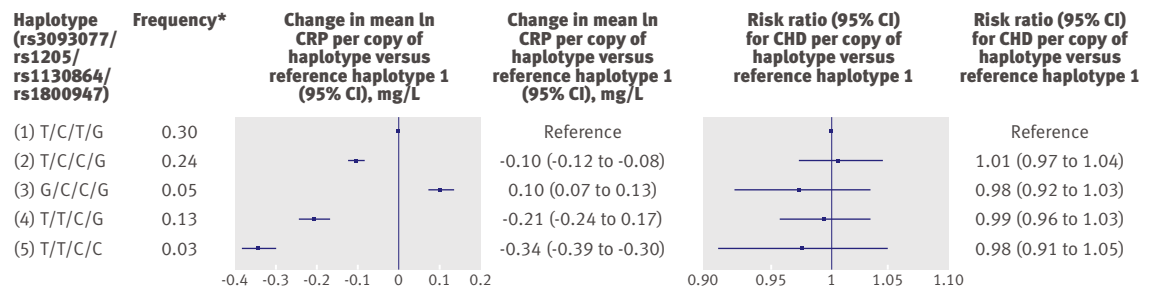 Haplotype (rs3093077/ rs1205/ rs1130864/ rs1800947)
Frequency*
Change in mean ln CRP per copy of haplotype versus reference haplotype 1 (95% CI), mg/L
Change in mean ln CRP per copy of haplotype versus reference haplotype 1 (95% CI), mg/L
Risk ratio (95% CI) for CHD per copy of haplotype versus reference haplotype 1
Risk ratio (95% CI) for CHD per copy of haplotype versus reference haplotype 1
(1) T/C/T/G 0.30 Reference Reference
(2) T/C/C/G 0.24 -0.10 (-0.12 to -0.08) 1.01 (0.97 to 1.04)
(3) G/C/C/G 0.05 0.10 (0.07 to 0.13) 0.98 (0.92 to 1.03)
(4) T/T/C/G 0.13 -0.21 (-0.24 to 0.17) 0.99 (0.96 to 1.03)
(5) T/T/C/C 0.03 -0.34 (-0.39 to -0.30) 0.98 (0.91 to 1.05)
-0.4 -0.3 -0.2 -0.1 0 0.1 0.2 0.90 0.95 1 1.05 1.10